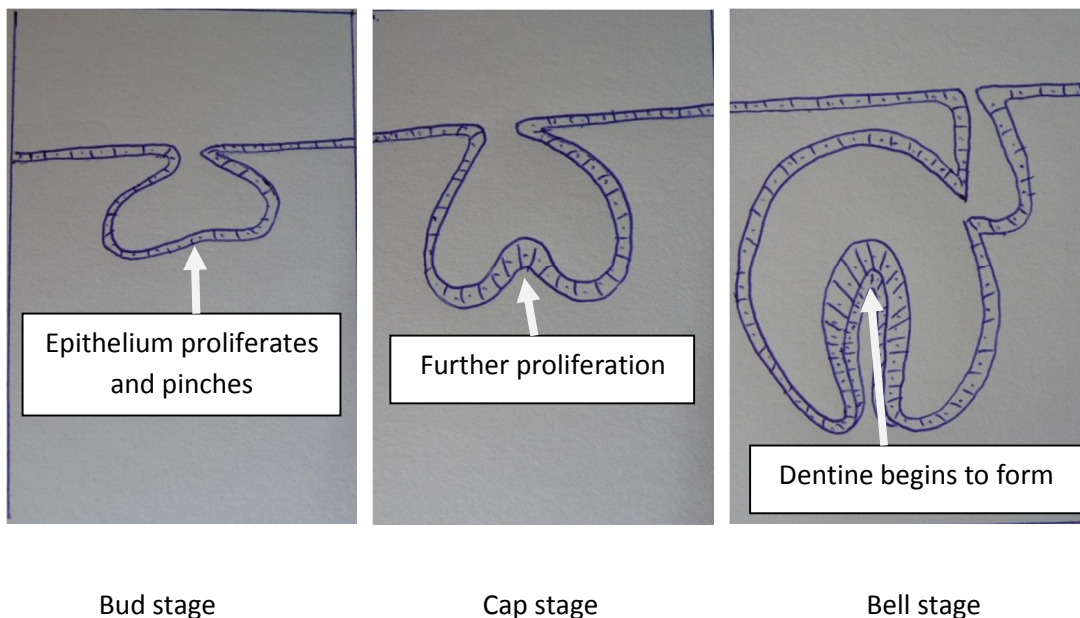 Epithelium proliferates
and pinches
Further proliferation
Dentine begins to form
Bud stage
Cap stage
Bell stage